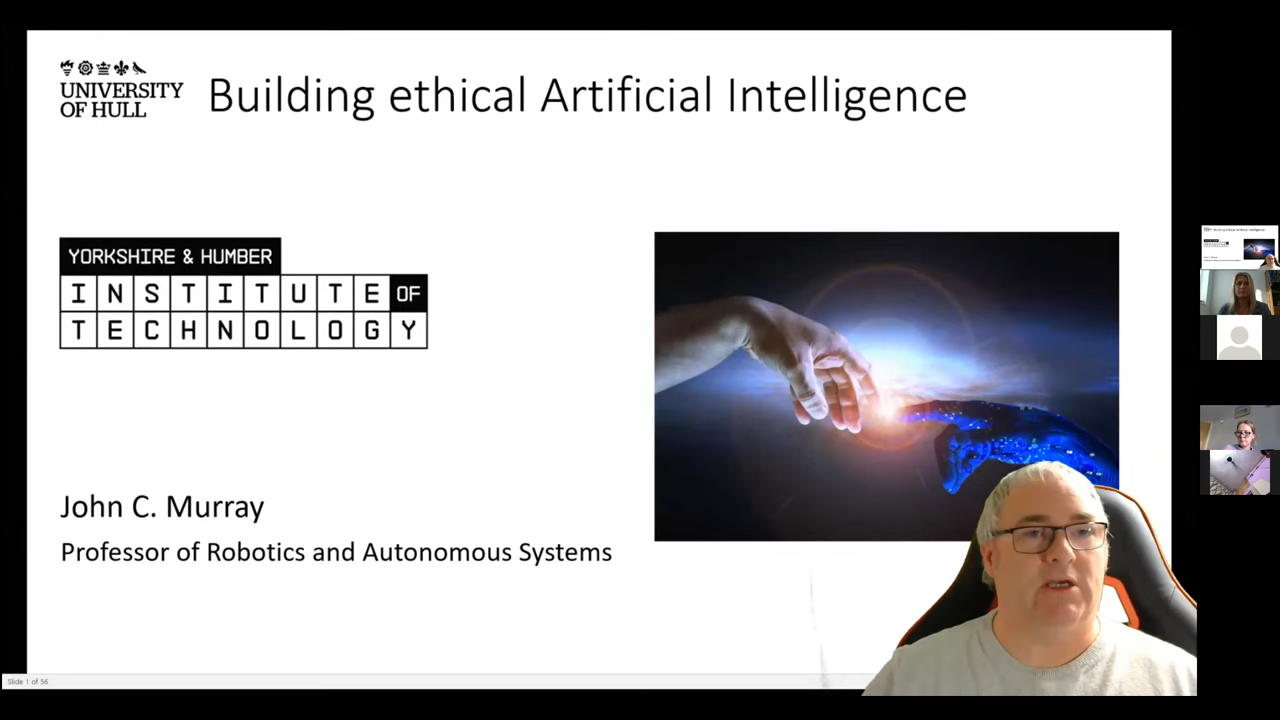 UNIVERSITY
OF HULL
Building ethical Artificial Intelligence
YORKSHIRE & HUMBER
INSTITUTE OF
TECHNOLOGY
John C. Murray
Professor of Robotics and Autonomous Systems
Slide 1 of 56